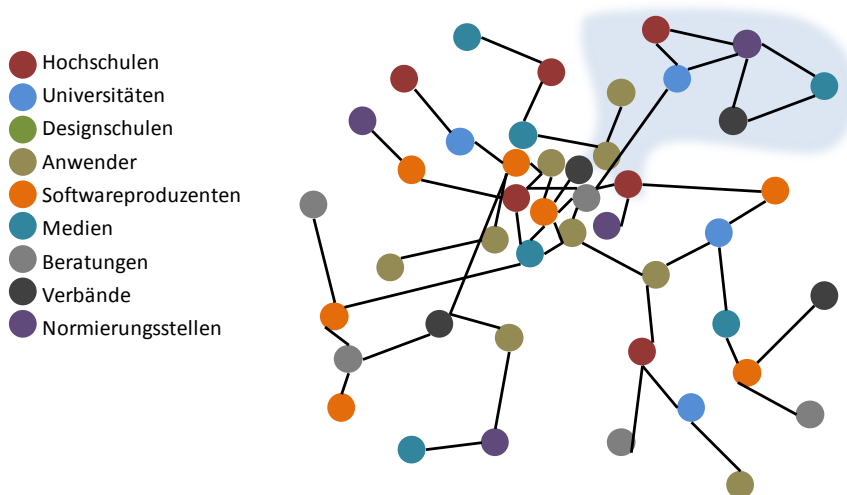 Hochschulen
Universitäten
Designschulen
Anwender
Softwareproduzenten
Medien
Beratungen
Verbände
Normierungsstellen